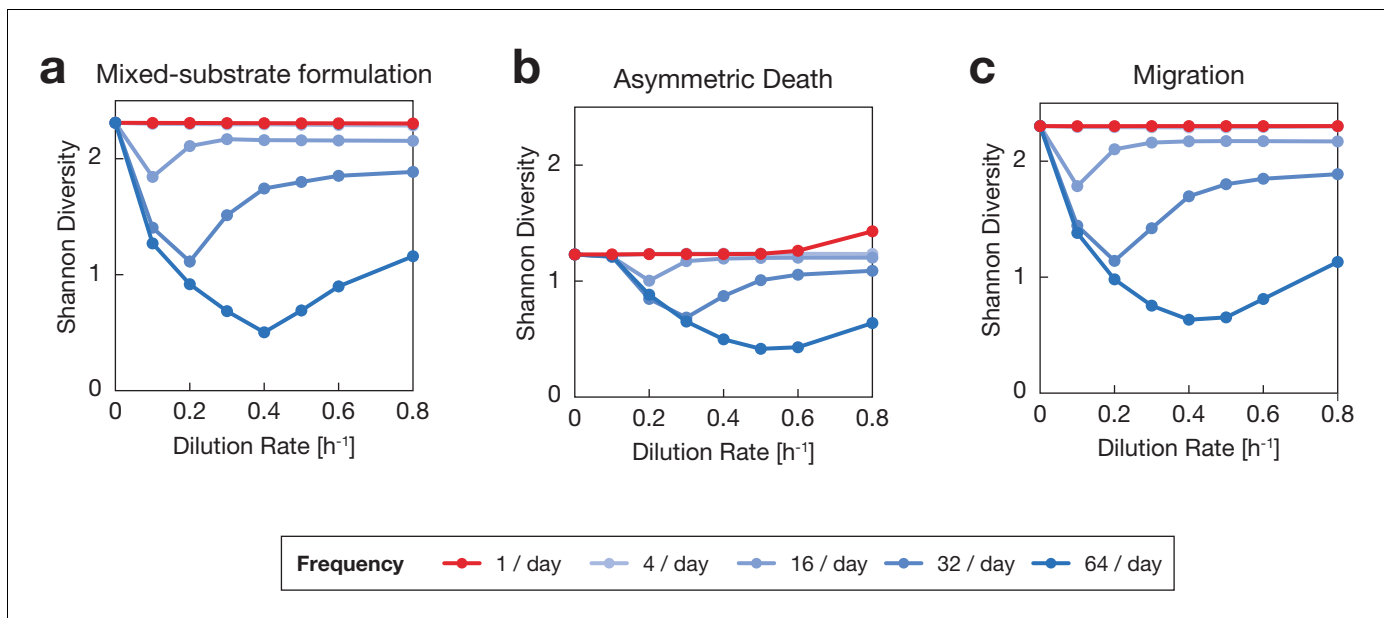 a Mixed-substrate formulation
2
1
0
Shannon Diversity
0 0.2 0.4 0.6 0.8
Dilution Rate [h-1]
b Asymmetric Death
2
1
0
Shannon Diversity
0 0.2 0.4 0.6 0.8
Dilution Rate [h-1]
c Migration
2
1
0
Shannon Diversity
0 0.2 0.4 0.6 0.8
Dilution Rate [h-1]
Frequency 1 / day 4 / day 16 / day 32 / day 64 / day